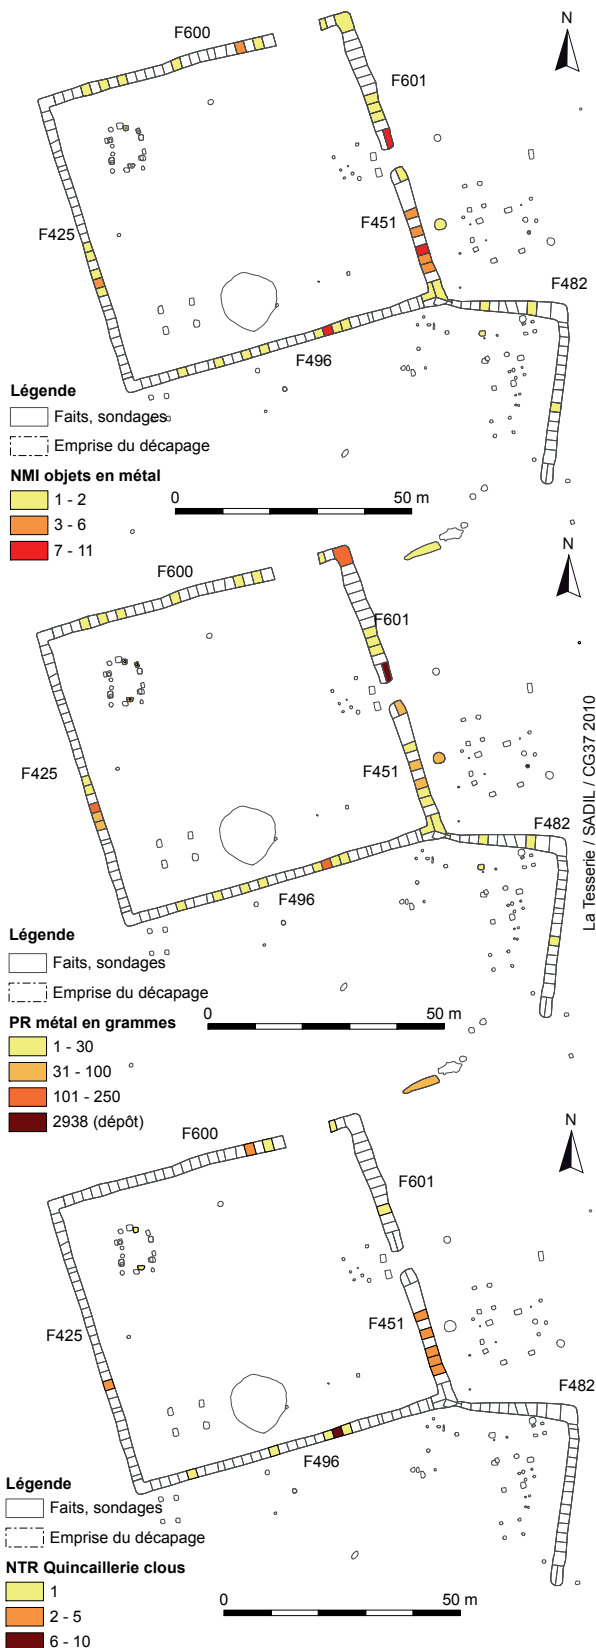 F600
N
F601
F451
F425
F482
F496
Légende
Faits, sondages
Emprise du décapage
NMI objets en métal
1 - 2
3 - 6
7 - 11
0 50 m
F600
N
F601
F451
F425
F482
F496
La Tesserie / SADIL / CG37 2010
Légende
Faits, sondages
Emprise du décapage
PR métal en grammes
1 - 30
31 - 100
101 - 250
2938 (dépôt)
0 50 m
F600
N
F601
F451
F425
F482
F496
Légende
Faits, sondages
Emprise du décapage
NTR Quincaillerie clous
1
2 - 5
6 - 10
0 50 m